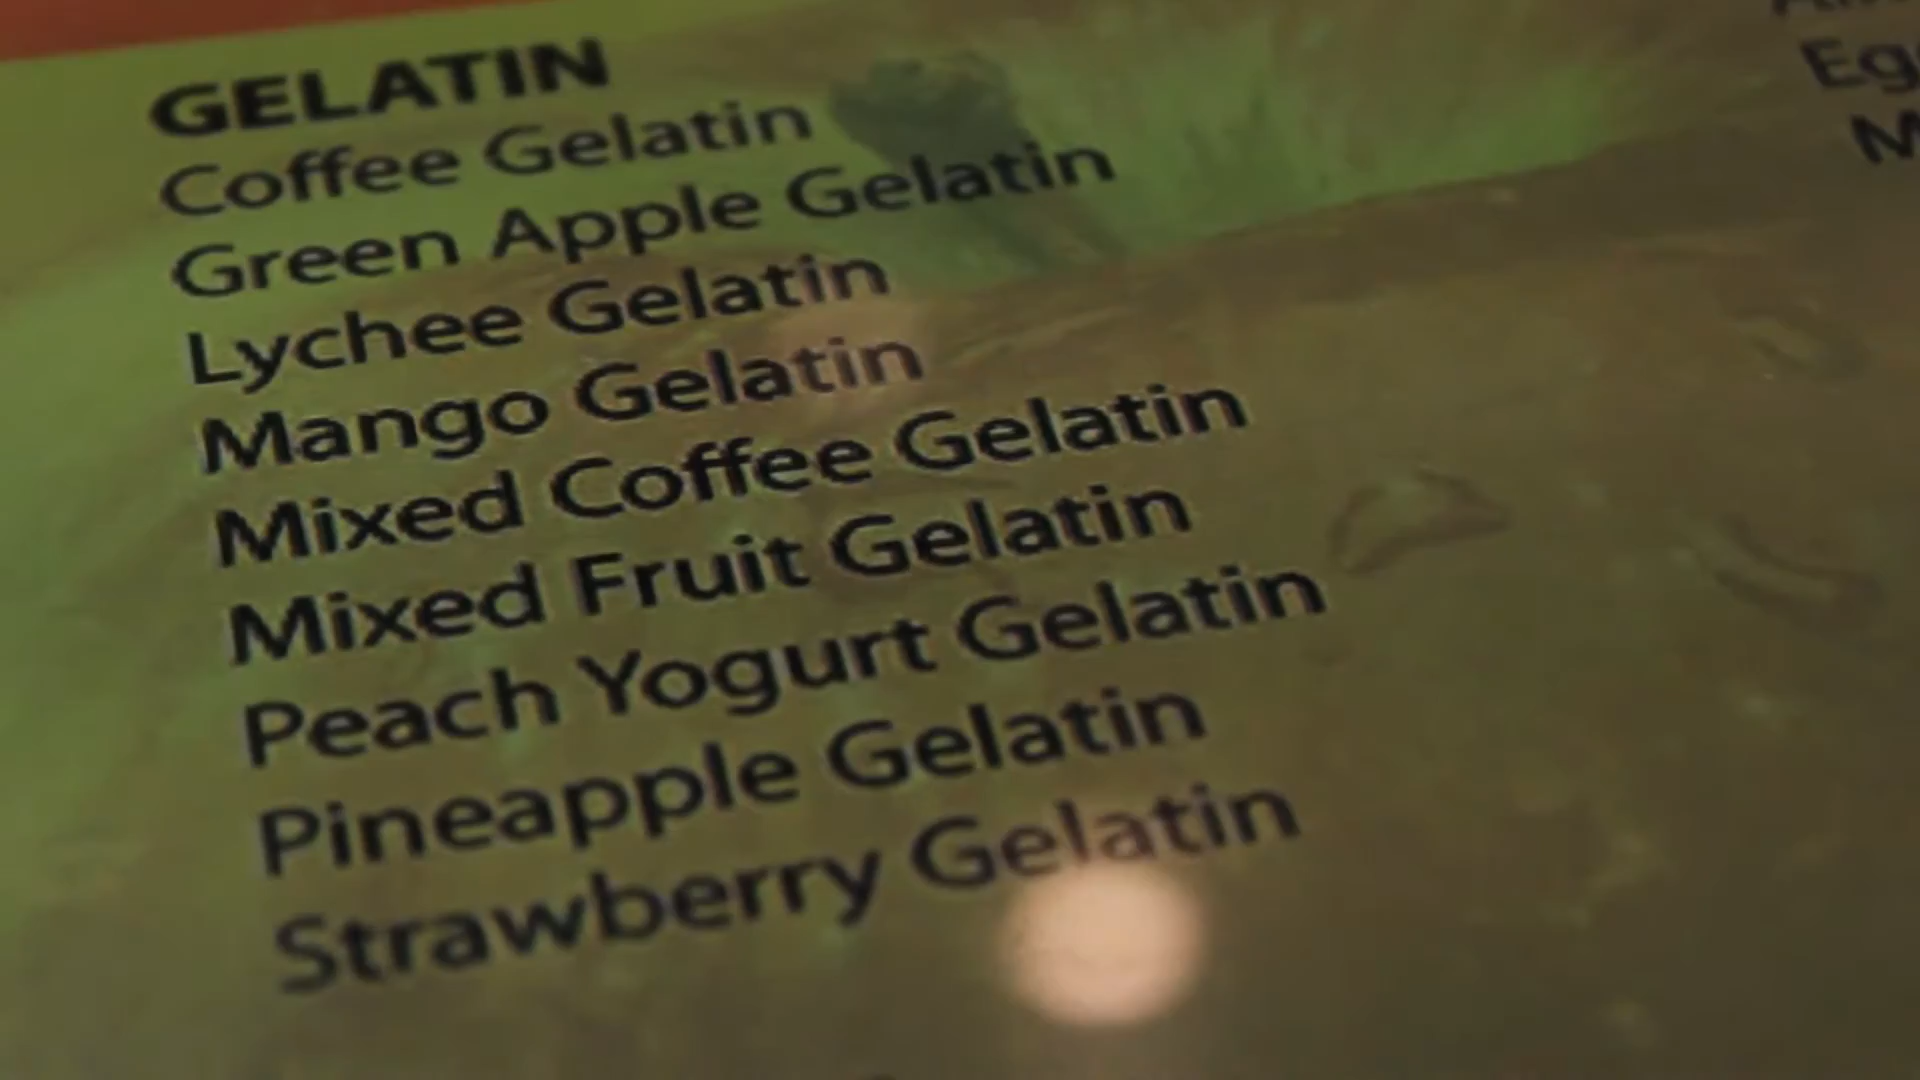 GELATIN
Coffee Gelatin
Green Apple Gelatin
Lychee Gelatin
Mango Gelatin
Mixed Coffee Gelatin
Mixed Fruit Gelatin
Peach Yogurt Gelatin
Pineapple Gelatin
Strawberry Gelatin